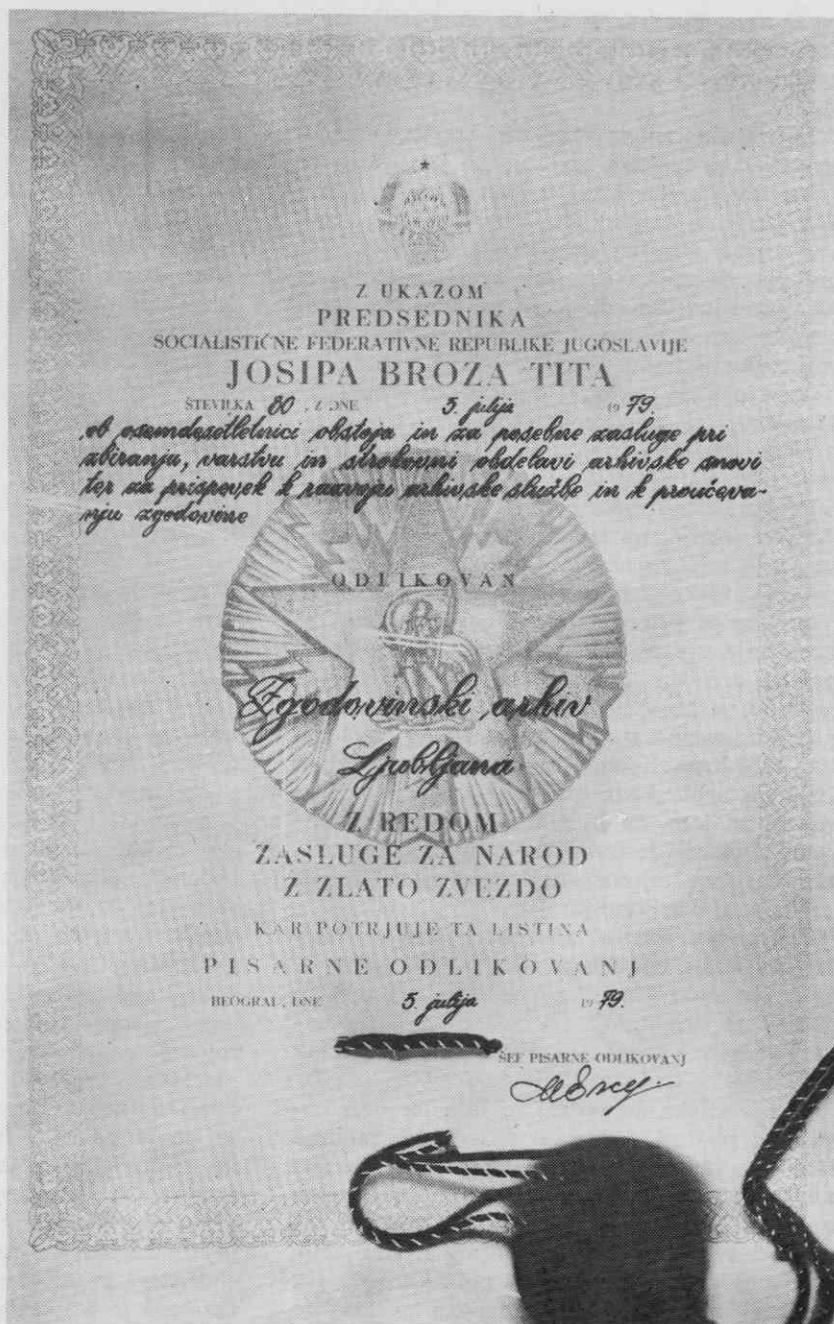 Z UKAZOM
PREDSEDNIKA
SOCIALISTIČNE FEDERATIVNE REPUBLIKE JUGOSLAVIJE
JOSIPA BROZA TITA
ŠTEVILKA 80, Z DNE 5. julija 1979.
ob osemdesetletnici obstoja in za posebne zasluge pri
zbiranju, varstvu in strokovni obdelavi arhivske snovi
ter za prispevek k razvoju arhivske službe in k proučeva-
nju zgodovine
ODLIKOVAN
Zgodovinski arhiv
Ljubljana
Z REDOM
ZASLUGE ZA NAROD
Z ZLATO ZVEZDO
KAR POTRJUJE TA LISTINA
PISARNE ODLIKOVANJ
BEOGRAD, DNE 5. julija 1979.
ŠEF PISARNE ODLIKOVANJ